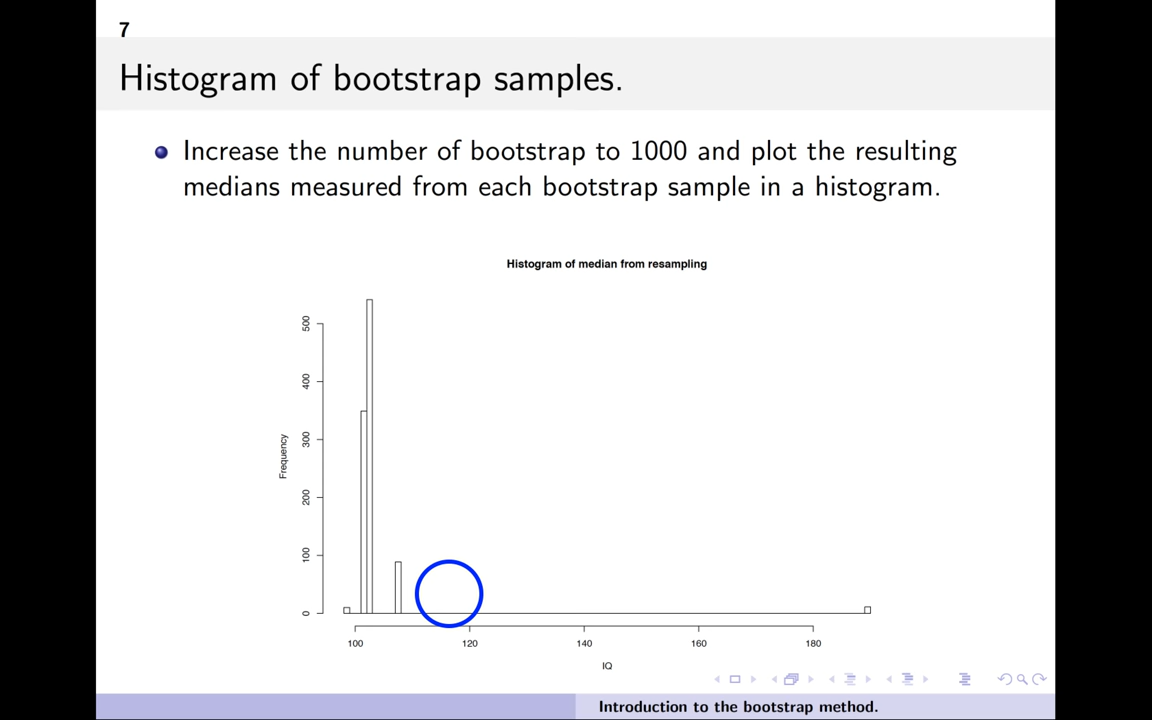 7
Histogram of bootstrap samples.
Increase the number of bootstrap to 1000 and plot the resulting
medians measured from each bootstrap sample in a histogram.
Histogram of median from resampling
Frequency
500
400
300
200
100
0
100 120 140 160 180
IQ
Introduction to the bootstrap method.